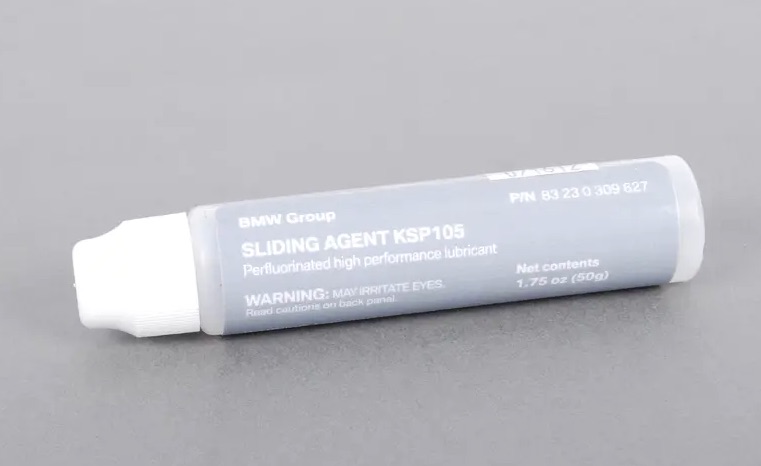 P/N 83 23 0 309 627
BMW Group
SLIDING AGENT KSP105
Perfluorinated high performance lubricant
Net contents
1.75 oz (50g)
WARNING: MAY IRRITATE EYES.
Read cautions on back panel.